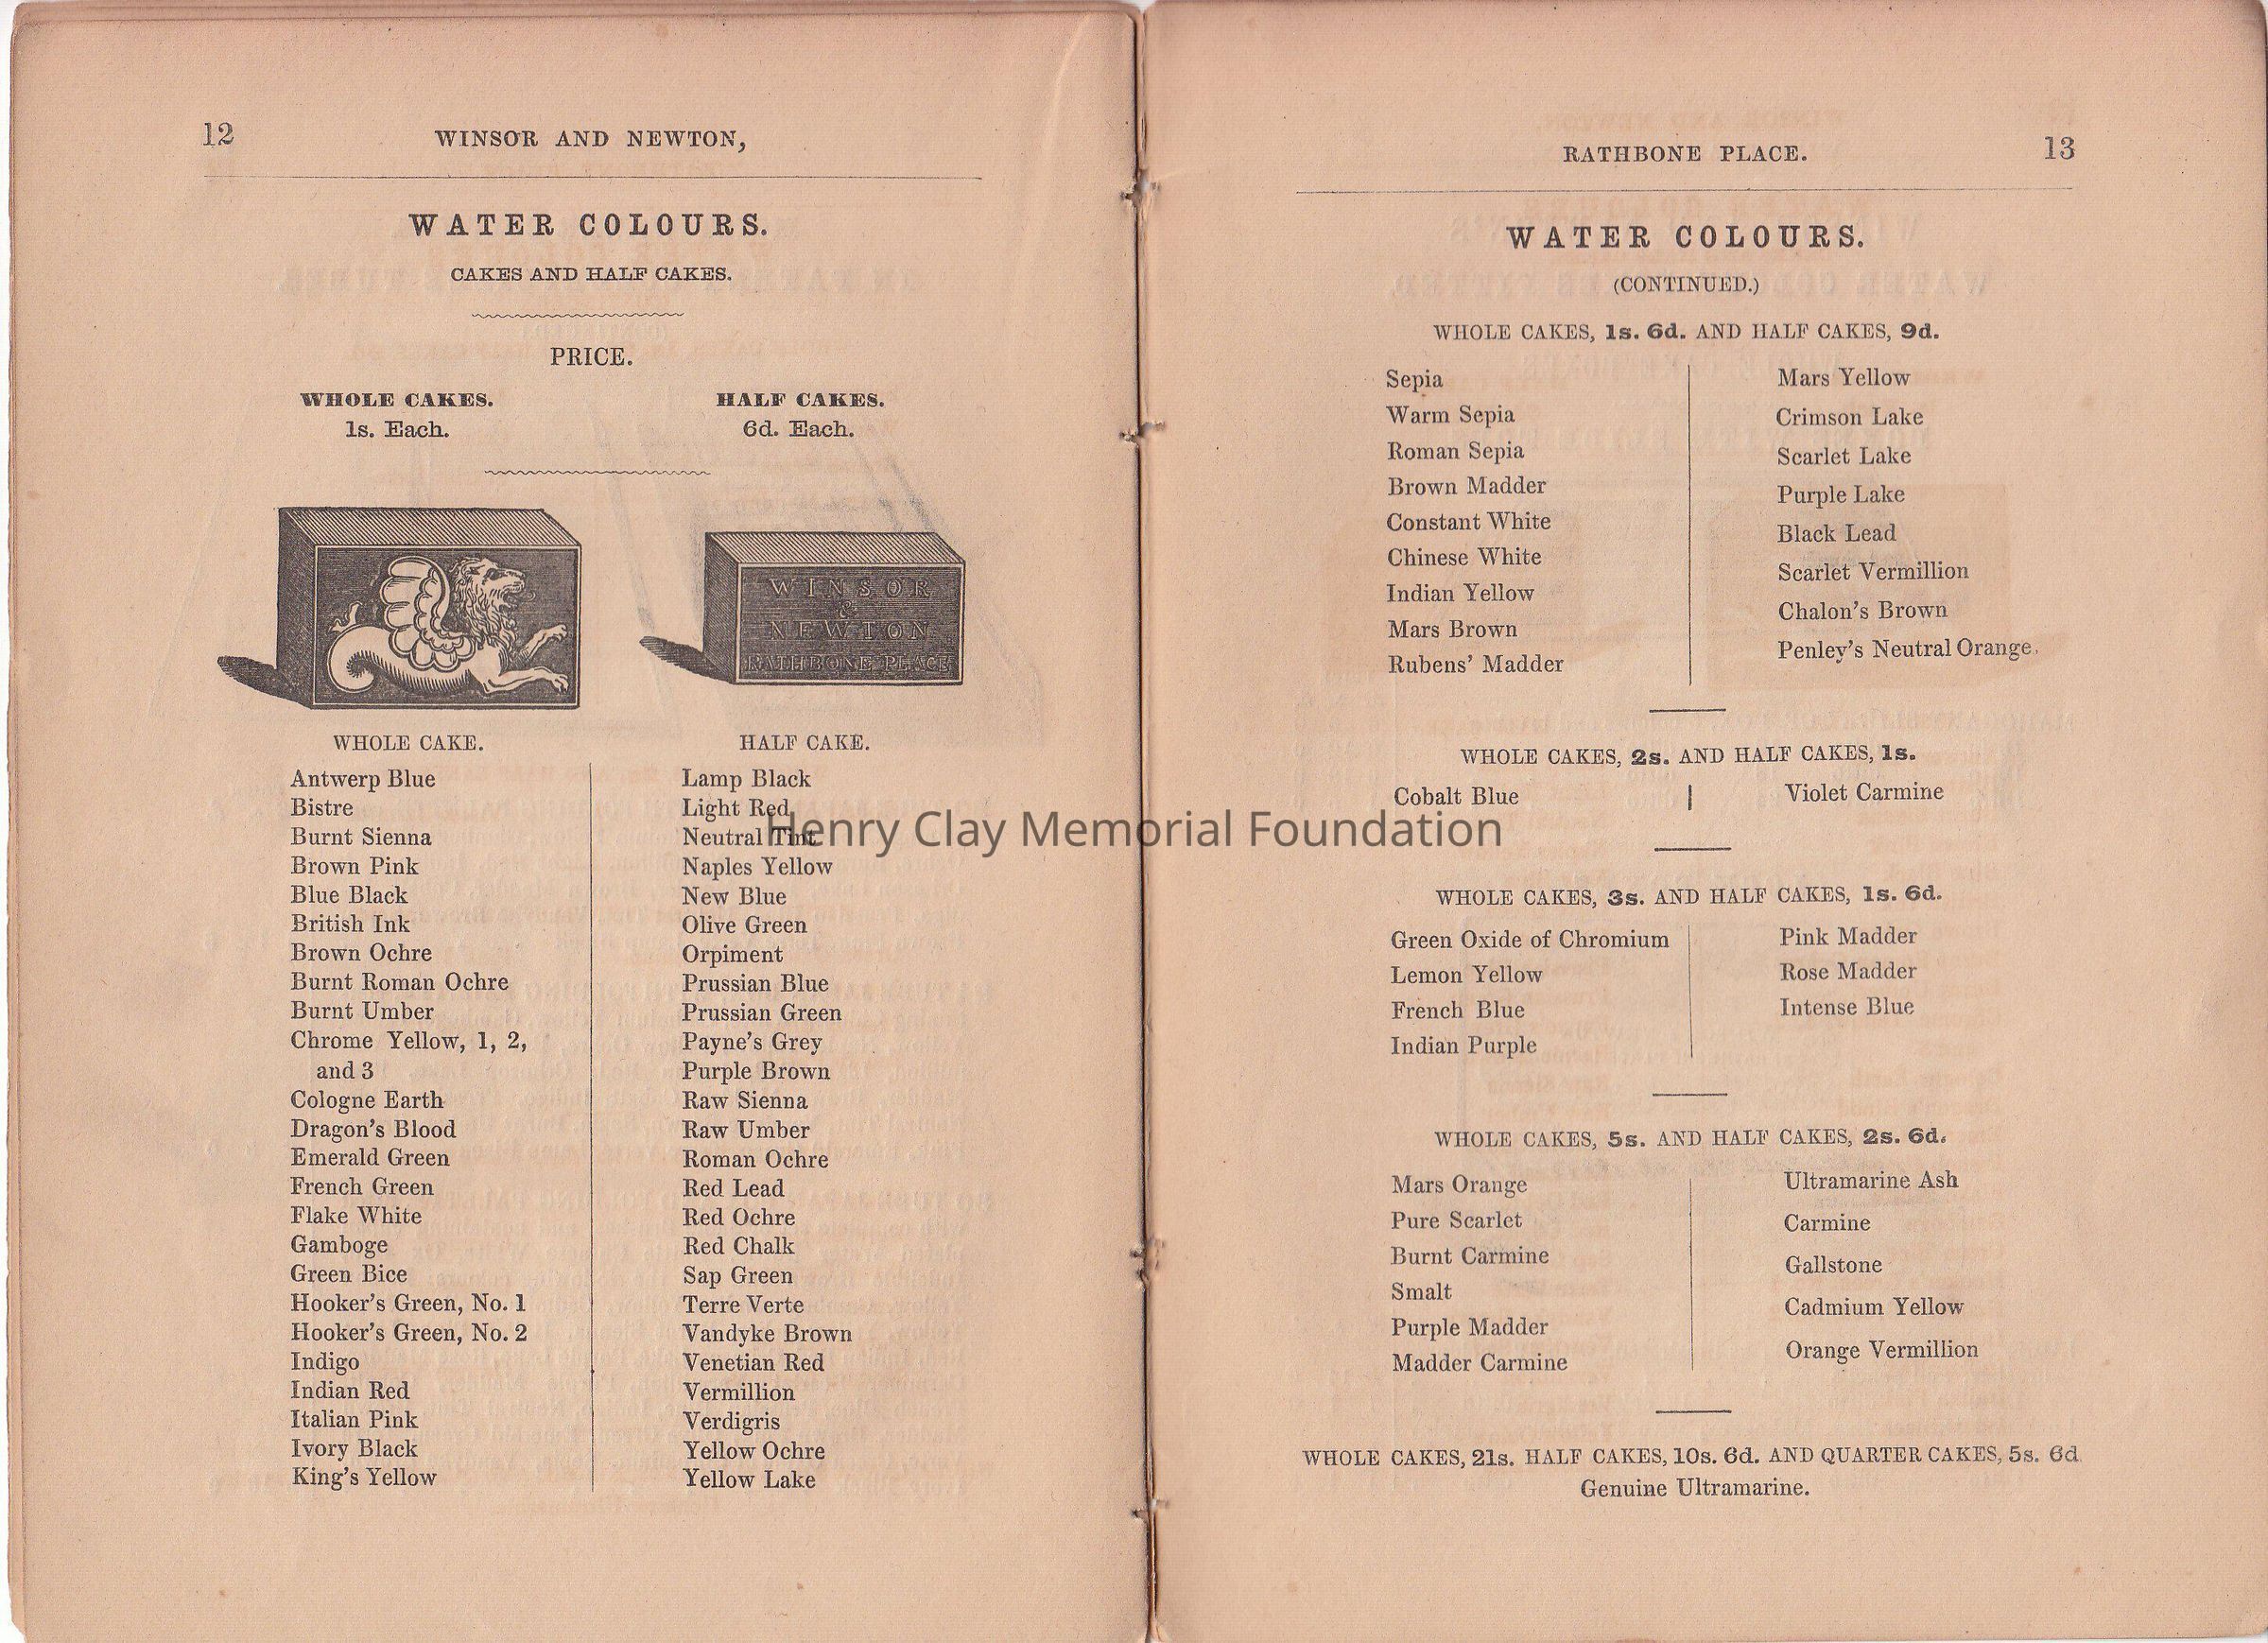 12
WINSOR AND NEWTON,
WATER COLOURS.
CAKES AND HALF CAKES.
PRICE.
WHOLE CAKES.
1s. Each.
HALF CAKES.
6d. Each.
WINSOR
&
NEWTON
RATHBONE PLACE
WHOLE CAKE.
Antwerp Blue
Bistre
Burnt Sienna
Brown Pink
Blue Black
British Ink
Brown Ochre
Burnt Roman Ochre
Burnt Umber
Chrome Yellow, 1, 2,
and 3
Cologne Earth
Dragon's Blood
Emerald Green
French Green
Flake White
Gamboge
Green Bice
Hooker's Green, No. 1
Hooker's Green, No. 2
Indigo
Indian Red
Italian Pink
Ivory Black
King's Yellow
HALF CAKE.
Lamp Black
Light Red
Neutral Tint
Naples Yellow
New Blue
Olive Green
Orpiment
Prussian Blue
Prussian Green
Payne's Grey
Purple Brown
Raw Sienna
Raw Umber
Roman Ochre
Red Lead
Red Ochre
Red Chalk
Sap Green
Terre Verte
Vandyke Brown
Venetian Red
Vermillion
Verdigris
Yellow Ochre
Yellow Lake
Henry Clay Memorial Foundation
RATHBONE PLACE.
13
WATER COLOURS.
(CONTINUED.)
WHOLE CAKES, 1s. 6d. AND HALF CAKES, 9d.
Sepia
Warm Sepia
Roman Sepia
Brown Madder
Constant White
Chinese White
Indian Yellow
Mars Brown
Rubens' Madder
Mars Yellow
Crimson Lake
Scarlet Lake
Purple Lake
Black Lead
Scarlet Vermillion
Chalon's Brown
Penley's Neutral Orange.
WHOLE CAKES, 2s. AND HALF CAKES, 1s.
Cobalt Blue
Violet Carmine
WHOLE CAKES, 3s. AND HALF CAKES, 1s. 6d.
Green Oxide of Chromium
Lemon Yellow
French Blue
Indian Purple
Pink Madder
Rose Madder
Intense Blue
WHOLE CAKES, 5s. AND HALF CAKES, 2s. 6d.
Mars Orange
Pure Scarlet
Burnt Carmine
Smalt
Purple Madder
Madder Carmine
Ultramarine Ash
Carmine
Gallstone
Cadmium Yellow
Orange Vermillion
WHOLE CAKES, 21s. HALF CAKES, 10s. 6d. AND QUARTER CAKES, 5s. 6d
Genuine Ultramarine.